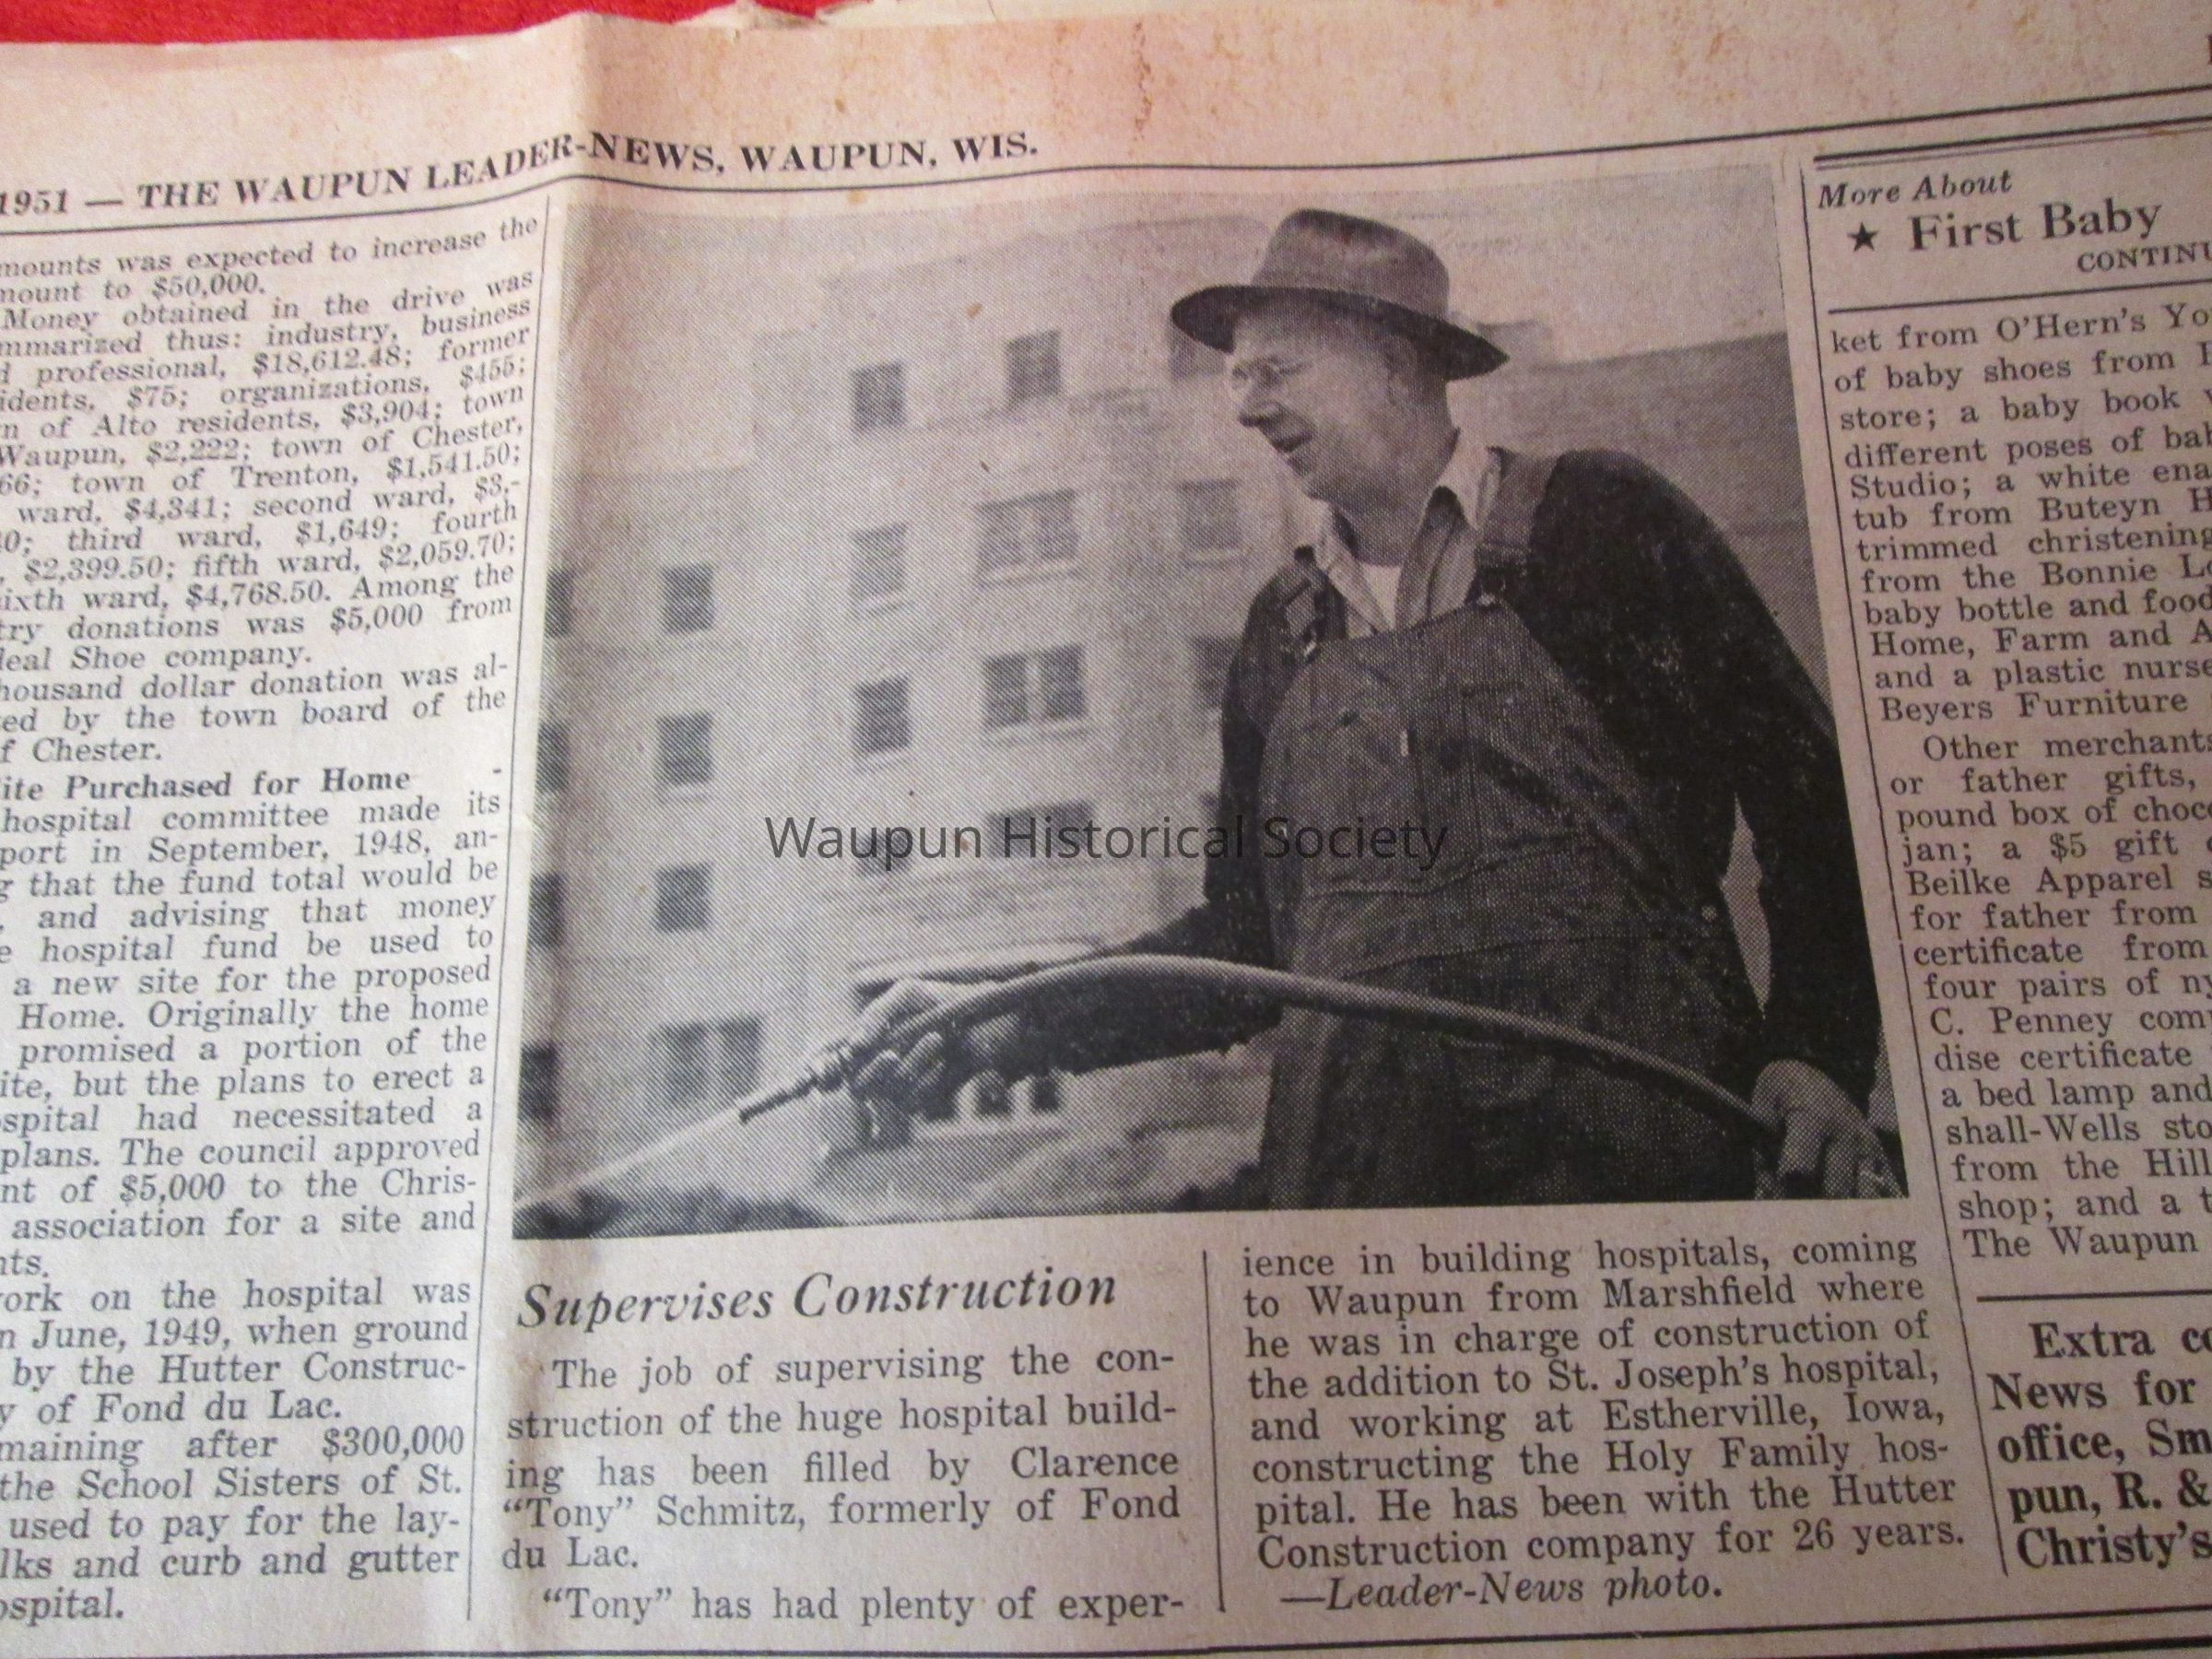 1951 — THE WAUPUN LEADER-NEWS, WAUPUN, WIS.
mounts was expected to increase the
mount to $50,000.
Money obtained in the drive was
mmarized thus: industry, business
d professional, $18,612.48; former
idents, $75; organizations, $455;
n of Alto residents, $3,904; town
Waupun, $2,222; town of Chester,
66; town of Trenton, $1,541.50;
ward, $4,341; second ward, $3,-
0; third ward, $1,649; fourth
, $2,399.50; fifth ward, $2,059.70;
ixth ward, $4,768.50. Among the
try donations was $5,000 from
deal Shoe company.
housand dollar donation was al-
ted by the town board of the
f Chester.
ite Purchased for Home
hospital committee made its
port in September, 1948, an-
g that the fund total would be
, and advising that money
e hospital fund be used to
a new site for the proposed
Home. Originally the home
promised a portion of the
ite, but the plans to erect a
spital had necessitated a
plans. The council approved
nt of $5,000 to the Chris-
association for a site and
nts.
ork on the hospital was
n June, 1949, when ground
by the Hutter Construc-
y of Fond du Lac.
maining after $300,000
the School Sisters of St.
used to pay for the lay-
lks and curb and gutter
ospital.
Waupun Historical Society
Supervises Construction
The job of supervising the con-
struction of the huge hospital build-
ing has been filled by Clarence
"Tony" Schmitz, formerly of Fond
du Lac.
"Tony" has had plenty of exper-
ience in building hospitals, coming
to Waupun from Marshfield where
he was in charge of construction of
the addition to St. Joseph's hospital,
and working at Estherville, Iowa,
constructing the Holy Family hos-
pital. He has been with the Hutter
Construction company for 26 years.
—Leader-News photo.
More About
★ First Baby
CONTINU
ket from O'Hern's Yo
of baby shoes from H
store; a baby book
different poses of bab
Studio; a white ena
tub from Buteyn H
trimmed christening
from the Bonnie Lo
baby bottle and food
Home, Farm and A
and a plastic nurse
Beyers Furniture
Other merchants
or father gifts,
pound box of choco
jan; a $5 gift
Beilke Apparel s
for father from
certificate from
four pairs of ny
C. Penney com
dise certificate
a bed lamp and
shall-Wells sto
from the Hill
shop; and a t
The Waupun
Extra co
News for
office, Sm
pun, R. &
Christy's